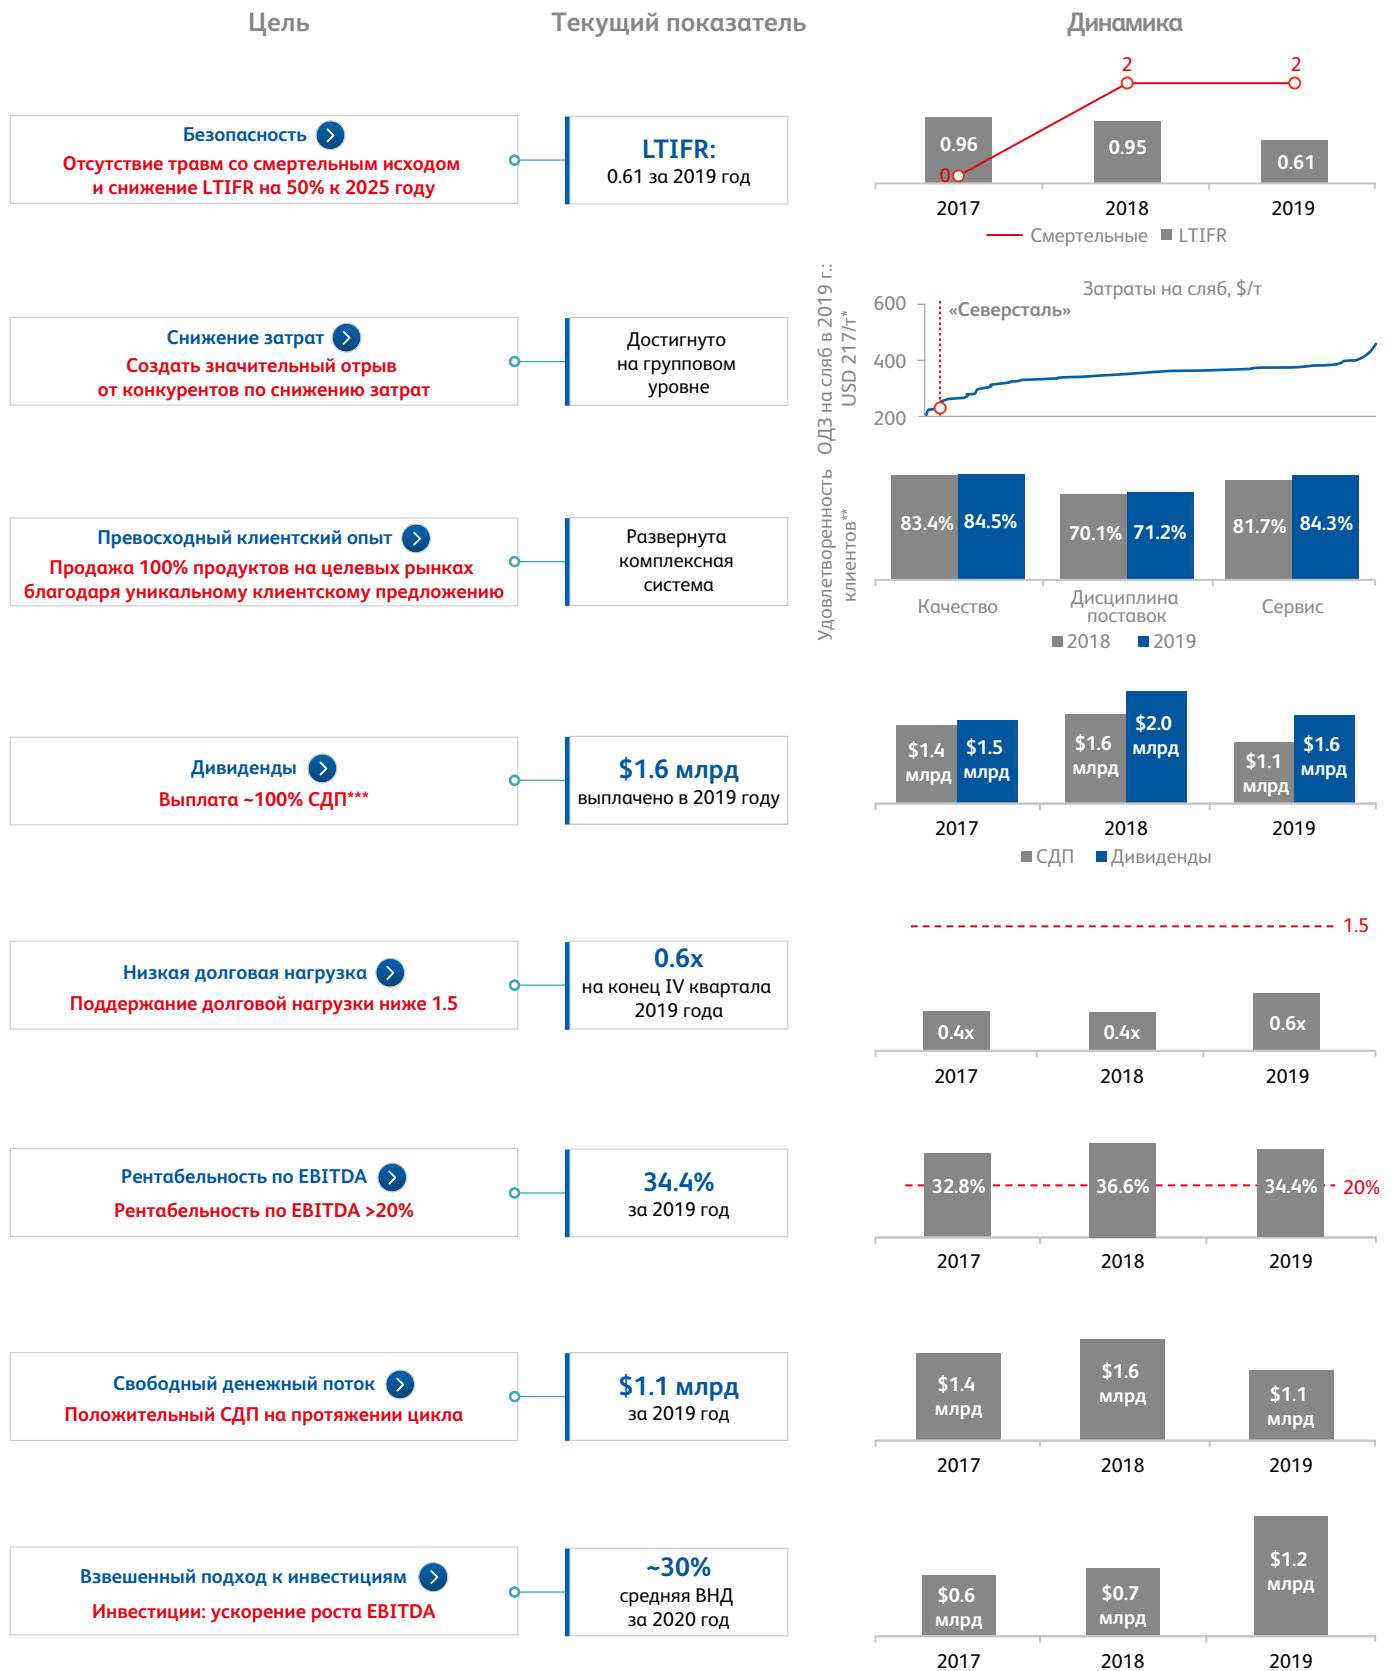 Цель
Текущий показатель
Динамика
Безопасность
Отсутствие травм со смертельным исходом
и снижение LTIFR на 50% к 2025 году
LTIFR:
0.61 за 2019 год
2
2
0.96
0.95
0.61
0
2017
2018
2019
Смертельные
LTIFR
Снижение затрат
Создать значительный отрыв
от конкурентов по снижению затрат
Достигнуто
на групповом
уровне
ОДЗ на сляб в 2019 г.:
USD 217/т*
Затраты на сляб, $/т
600
«Северсталь»
400
200
Превосходный клиентский опыт
Продажа 100% продуктов на целевых рынках
благодаря уникальному клиентскому предложению
Развернута
комплексная
система
Удовлетворенность
клиентов**
83.4%
84.5%
70.1%
71.2%
81.7%
84.3%
Качество
Дисциплина
поставок
Сервис
2018
2019
Дивиденды
Выплата ~100% СДП***
$1.6 млрд
выплачено в 2019 году
$1.4
млрд
$1.5
млрд
$1.6
млрд
$2.0
млрд
$1.1
млрд
$1.6
млрд
2017
2018
2019
СДП
Дивиденды
Низкая долговая нагрузка
Поддержание долговой нагрузки ниже 1.5
0.6x
на конец IV квартала
2019 года
1.5
0.4x
0.4x
0.6x
2017
2018
2019
Рентабельность по EBITDA
Рентабельность по EBITDA >20%
34.4%
за 2019 год
32.8%
36.6%
34.4%
20%
2017
2018
2019
Свободный денежный поток
Положительный СДП на протяжении цикла
$1.1 млрд
за 2019 год
$1.4
млрд
$1.6
млрд
$1.1
млрд
2017
2018
2019
Взвешенный подход к инвестициям
Инвестиции: ускорение роста EBITDA
~30%
средняя ВНД
за 2020 год
$0.6
млрд
$0.7
млрд
$1.2
млрд
2017
2018
2019